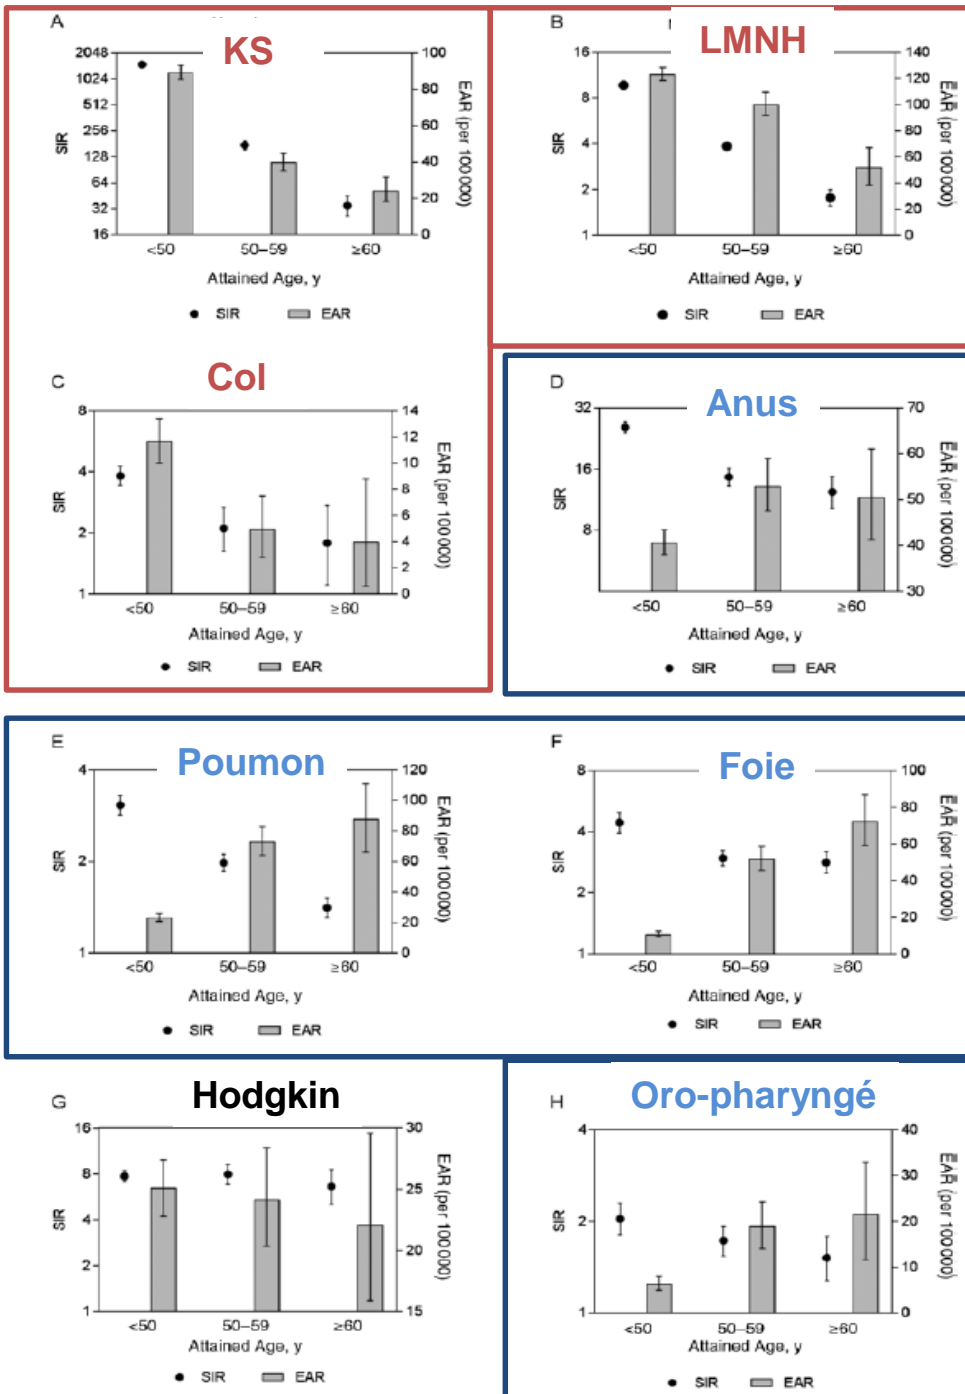 A
KS
2048
1024
512
256
128
64
32
16
SIR
100
80
60
40
20
0
EAR (per 100 000)
<50
50–59
≥60
Attained Age, y
SIR
EAR
B
LMNH
16
8
4
2
1
SIR
140
120
100
80
60
40
20
0
EAR (per 100 000)
<50
50–59
≥60
Attained Age, y
SIR
EAR
C
Col
8
4
2
1
SIR
14
12
10
8
6
4
2
0
EAR (per 100 000)
<50
50–59
≥60
Attained Age, y
SIR
EAR
D
Anus
32
16
8
SIR
70
60
50
40
30
EAR (per 100 000)
<50
50–59
≥60
Attained Age, y
SIR
EAR
E
Poumon
4
2
1
SIR
120
100
80
60
40
20
0
EAR (per 100 000)
<50
50–59
≥60
Attained Age, y
SIR
EAR
F
Foie
8
4
2
1
SIR
100
80
60
40
20
0
EAR (per 100 000)
<50
50–59
≥60
Attained Age, y
SIR
EAR
G
Hodgkin
16
8
4
2
1
SIR
30
25
20
15
EAR (per 100 000)
<50
50–59
≥60
Attained Age, y
SIR
EAR
H
Oro-pharyngé
4
2
1
SIR
40
30
20
10
0
EAR (per 100 000)
<50
50–59
≥60
Attained Age, y
SIR
EAR